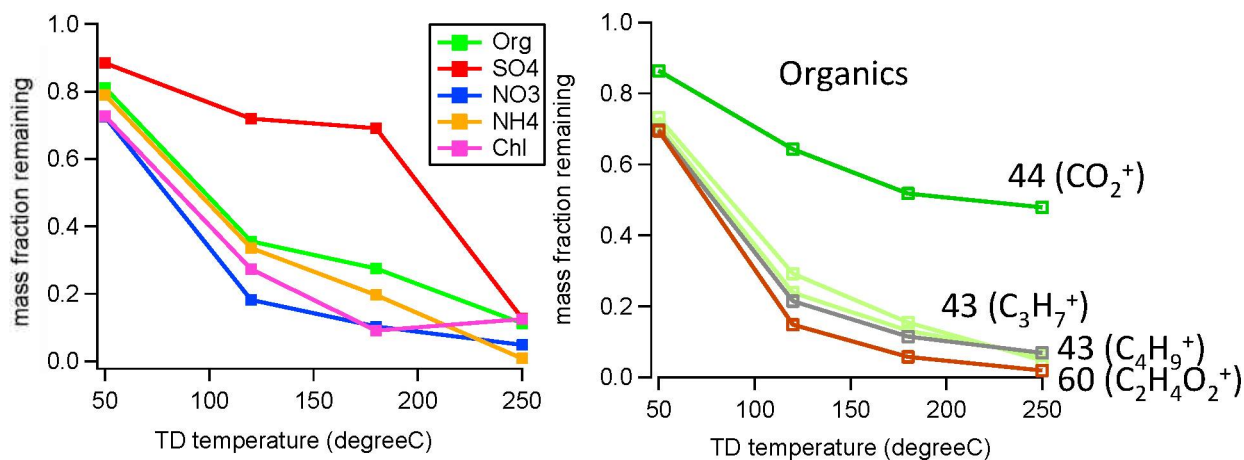 mass fraction remaining
1.0
0.8
0.6
0.4
0.2
0.0
Org
SO4
NO3
NH4
Chl
50
100
150
200
250
TD temperature (degreeC)
mass fraction remaining
1.0
0.8
0.6
0.4
0.2
0.0
Organics
44 (CO₂⁺)
43 (C₃H₇⁺)
43 (C₄H₉⁺)
60 (C₂H₄O₂⁺)
50
100
150
200
250
TD temperature (degreeC)